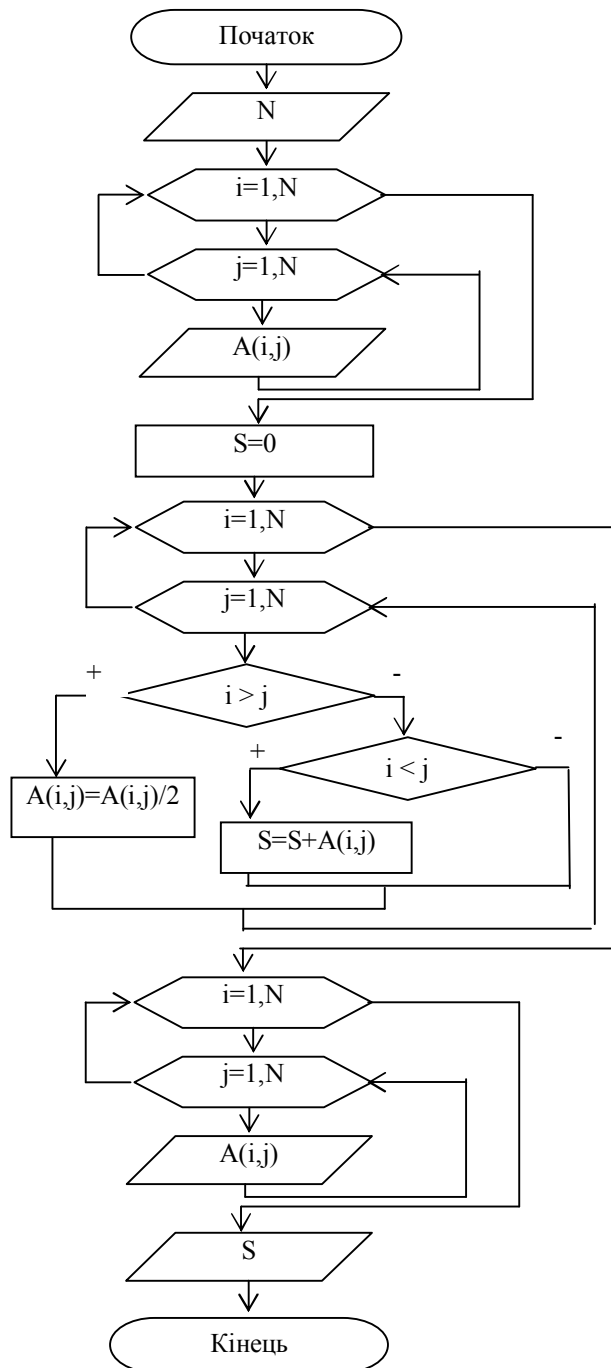 Початок
N
i=1,N
j=1,N
A(i,j)
S=0
i=1,N
j=1,N
+ -
i > j
+ -
i < j
A(i,j)=A(i,j)/2
S=S+A(i,j)
i=1,N
j=1,N
A(i,j)
S
Кінець